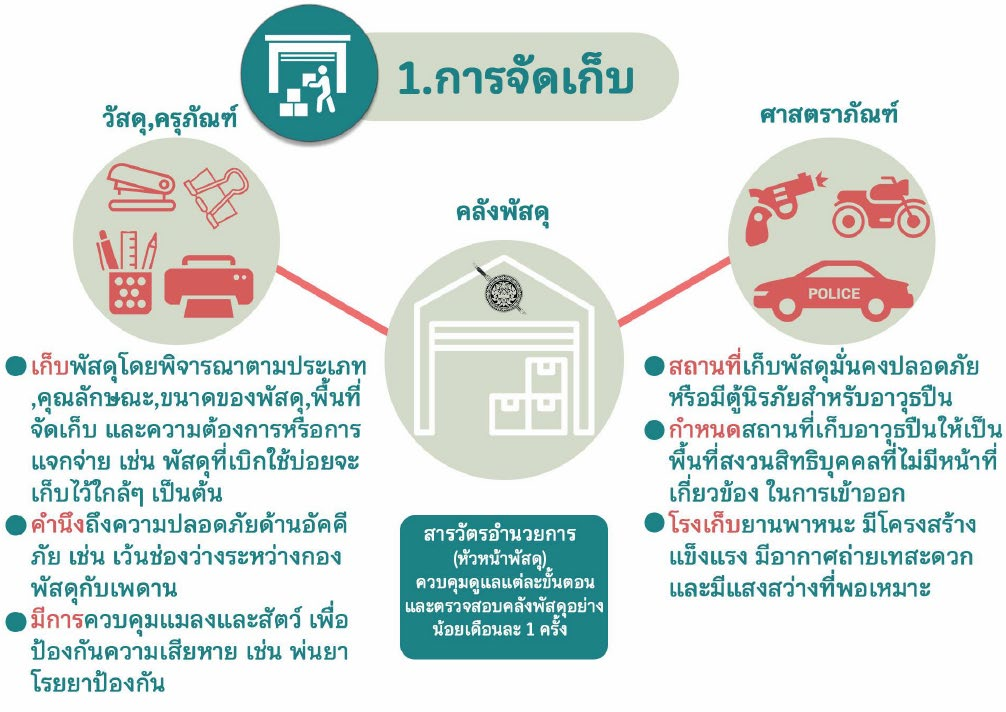 1.การจัดเก็บ
วัสดุ,ครุภัณฑ์
เก็บพัสดุโดยพิจารณาตามประเภท
,คุณลักษณะ,ขนาดของพัสดุ,พื้นที่
จัดเก็บ และความต้องการหรือการ
แจกจ่าย เช่น พัสดุที่เบิกใช้บ่อยจะ
เก็บไว้ใกล้ๆ เป็นต้น
คำนึงถึงความปลอดภัยด้านอัคคี
ภัย เช่น เว้นช่องว่างระหว่างกอง
พัสดุกับเพดาน
มีการควบคุมแมลงและสัตว์ เพื่อ
ป้องกันความเสียหาย เช่น พ่นยา
โรยยาป้องกัน
คลังพัสดุ
สารวัตรอำนวยการ
(หัวหน้าพัสดุ)
ควบคุมดูแลแต่ละขั้นตอน
และตรวจสอบคลังพัสดุอย่าง
น้อยเดือนละ 1 ครั้ง
ศาสตราภัณฑ์
POLICE
สถานที่เก็บพัสดุมั่นคงปลอดภัย
หรือมีตู้นิรภัยสำหรับอาวุธปืน
กำหนดสถานที่เก็บอาวุธปืนให้เป็น
พื้นที่สงวนสิทธิบุคคลที่ไม่มีหน้าที่
เกี่ยวข้อง ในการเข้าออก
โรงเก็บยานพาหนะ มีโครงสร้าง
แข็งแรง มีอากาศถ่ายเทสะดวก
และมีแสงสว่างที่พอเหมาะ